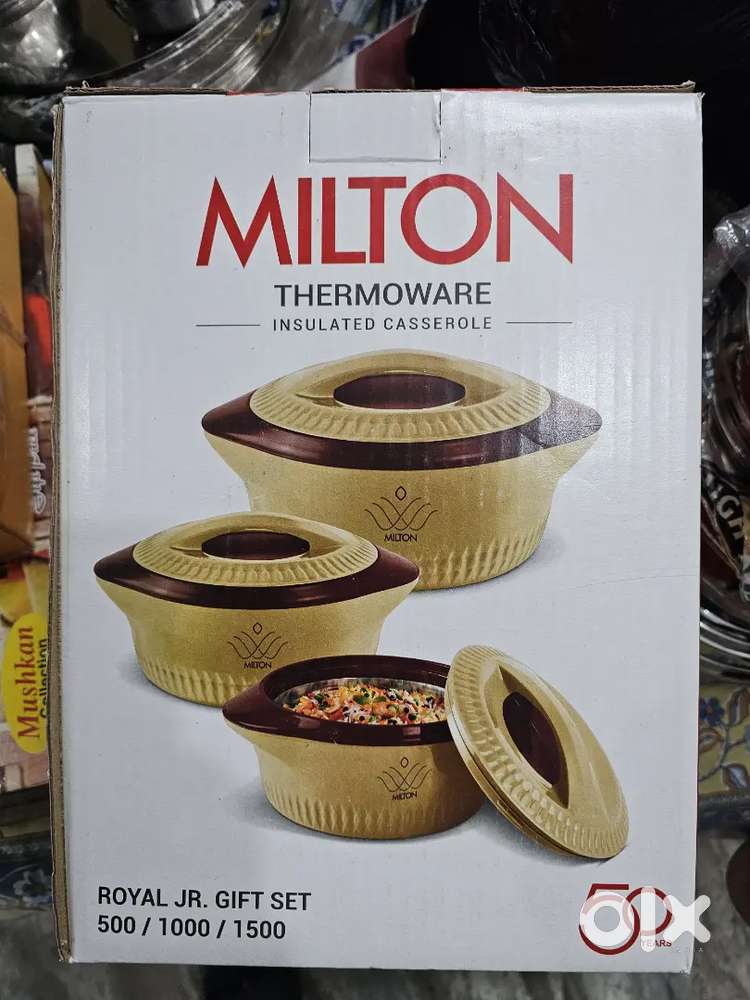 MILTON
THERMOWARE
INSULATED CASSEROLE
MILTON
MILTON
MILTON
ROYAL JR. GIFT SET
500 / 1000 / 1500
50
YEARS
olx
Mushkan
Collection